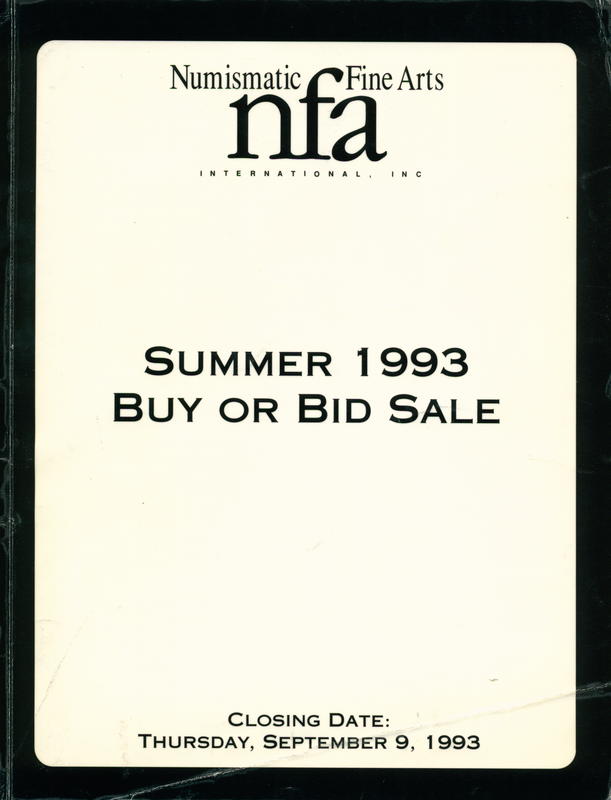 Numismatic Fine Arts
nfa
INTERNATIONAL, INC
SUMMER 1993
BUY OR BID SALE
CLOSING DATE:
THURSDAY, SEPTEMBER 9, 1993